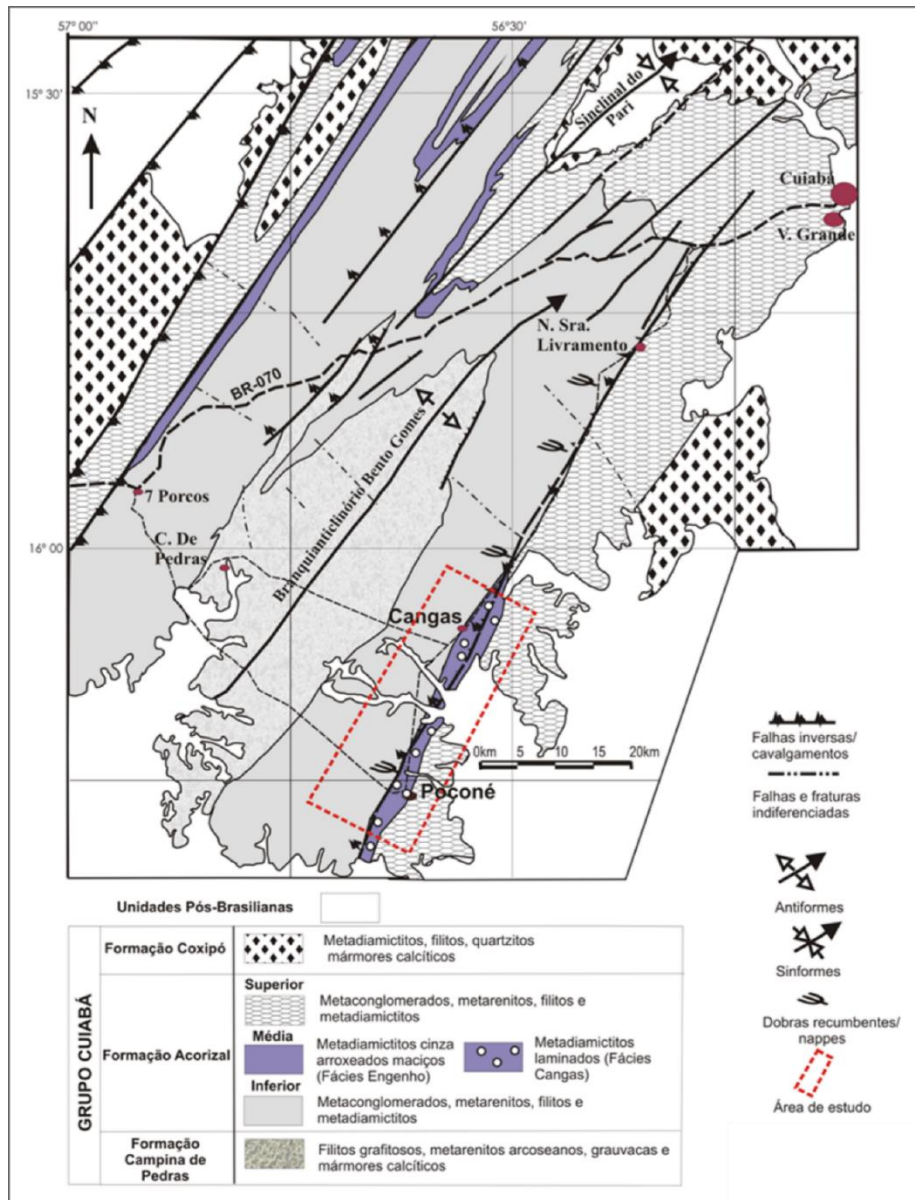 57° 00''
56°30'
15° 30'
N
Sinclinal do
Pari
Cuiabá
V. Grande
N. Sra.
Livramento
BR-070
Branquianticlinório Bento Gomes
7 Porcos
C. De
Pedras
16° 00'
Cangas
0km 5 10 15 20km
Poconé
Falhas inversas/
cavalgamentos
Falhas e fraturas
indiferenciadas
Antiformes
Sinformes
Dobras recumbentes/
nappes
Área de estudo
Unidades Pós-Brasilianas
GRUPO CUIABÁ
Formação Coxipó
Metadiamictitos, filitos, quartzitos
mármores calcíticos
Formação Acorizal
Superior
Metaconglomerados, metarenitos, filitos e
metadiamictitos
Média
Metadiamictitos cinza
arroxeados maciços
(Fácies Engenho)
Metadiamictitos
laminados (Fácies
Cangas)
Inferior
Metaconglomerados, metarenitos, filitos e
metadiamictitos
Formação
Campina de
Pedras
Filitos grafitosos, metarenitos arcoseanos, grauvacas e
mármores calcíticos